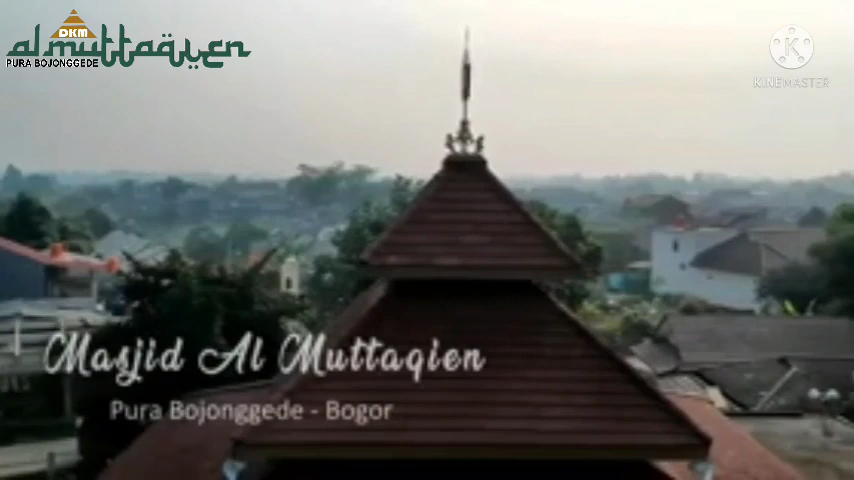 DKM
almuttaqien
PURA BOJONGGEDE
KINEMASTER
Masjid Al Muttaqien
Pura Bojonggede - Bogor